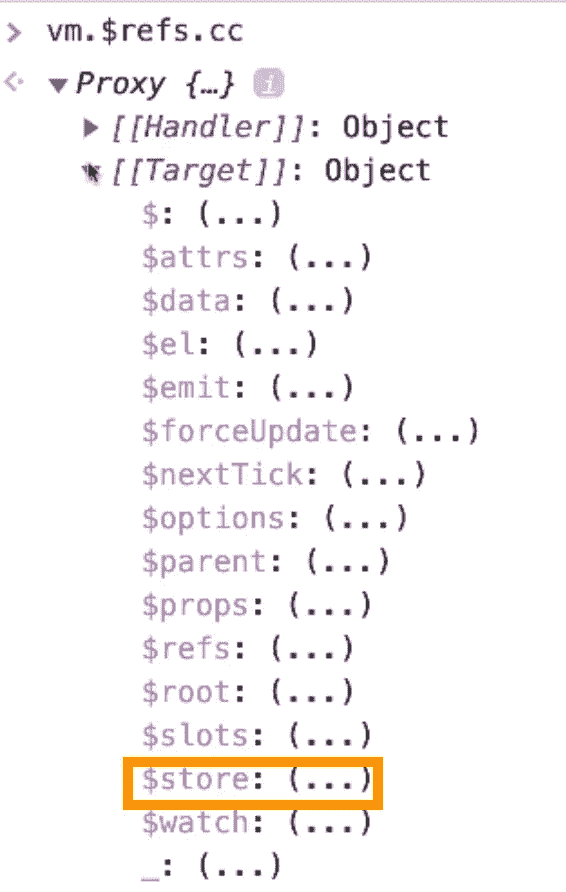 > vm.$refs.cc
Proxy {…} i
[[Handler]]: Object
[[Target]]: Object
$: (...)
$attrs: (...)
$data: (...)
$el: (...)
$emit: (...)
$forceUpdate: (...)
$nextTick: (...)
$options: (...)
$parent: (...)
$props: (...)
$refs: (...)
$root: (...)
$slots: (...)
$store: (...)
$watch: (...)
_: (...)